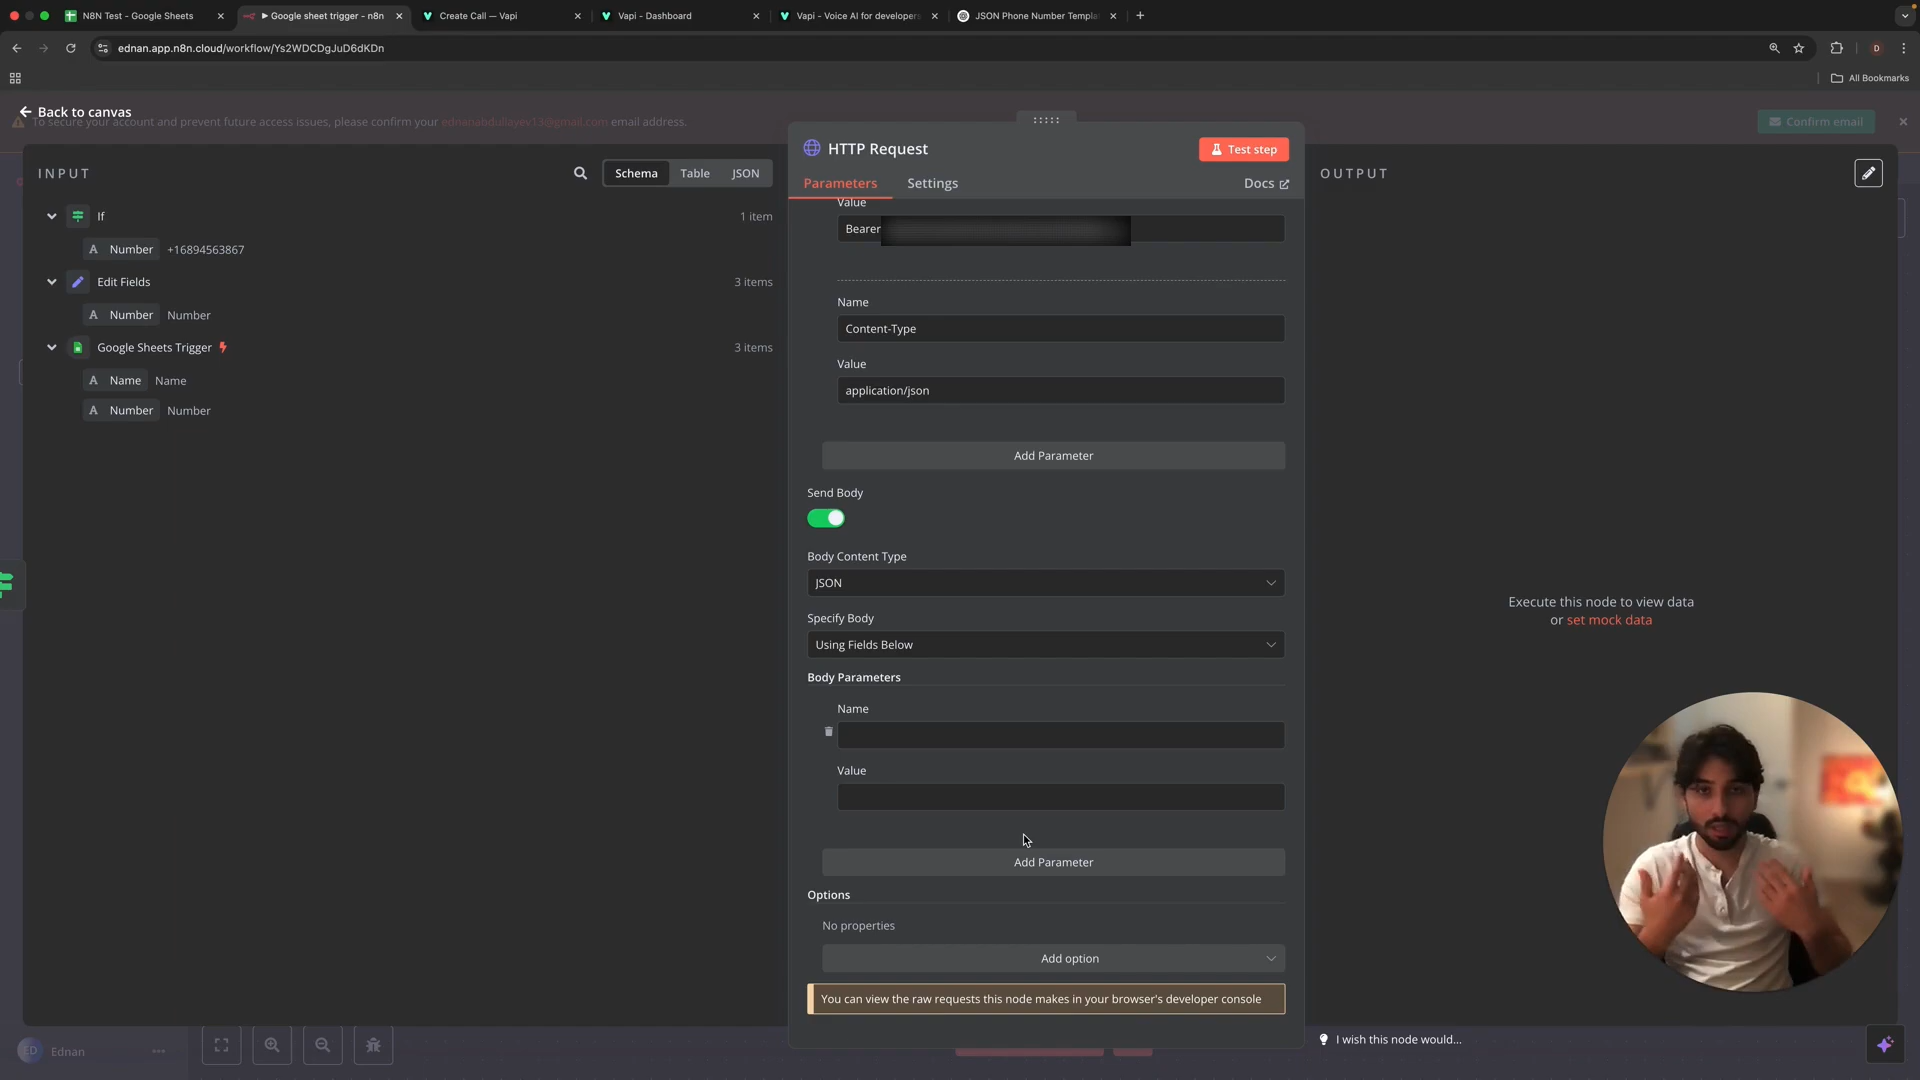 N8N Test - Google Sheets
Google sheet trigger - n8n
Create Call — Vapi
Vapi - Dashboard
Vapi - Voice AI for developers
JSON Phone Number Templa
ednan.app.n8n.cloud/workflow/Ys2WDCDgJuD6dKDn
D
All Bookmarks
Back to canvas
To secure your account and prevent future access issues, please confirm your ednanabdullayev13@gmail.com email address.
Confirm email
INPUT
Schema
Table
JSON
If
1 item
A Number +16894563867
Edit Fields
3 items
A Number Number
Google Sheets Trigger
3 items
A Name Name
A Number Number
HTTP Request
Test step
Parameters
Settings
Docs
Value
Bearer
Name
Content-Type
Value
application/json
Add Parameter
Send Body
Body Content Type
JSON
Specify Body
Using Fields Below
Body Parameters
Name
Value
Add Parameter
Options
No properties
Add option
You can view the raw requests this node makes in your browser's developer console
OUTPUT
Execute this node to view data
or set mock data
I wish this node would...
ED
Ednan